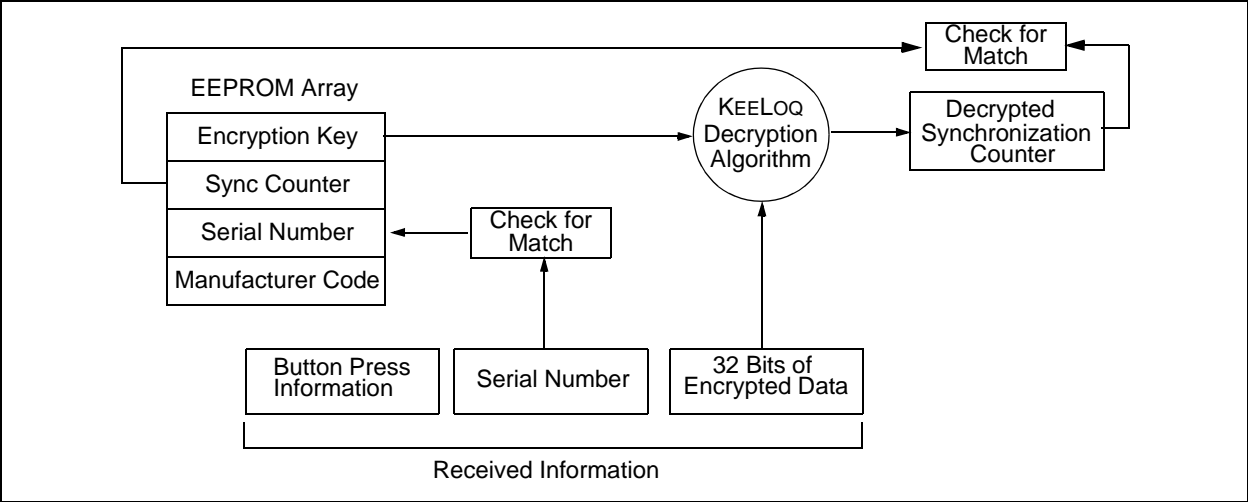 Check for
Match
EEPROM Array
KEELOQ
Decryption
Algorithm
Decrypted
Synchronization
Counter
Encryption Key
Sync Counter
Serial Number
Manufacturer Code
Check for
Match
Button Press
Information
Serial Number
32 Bits of
Encrypted Data
Received Information